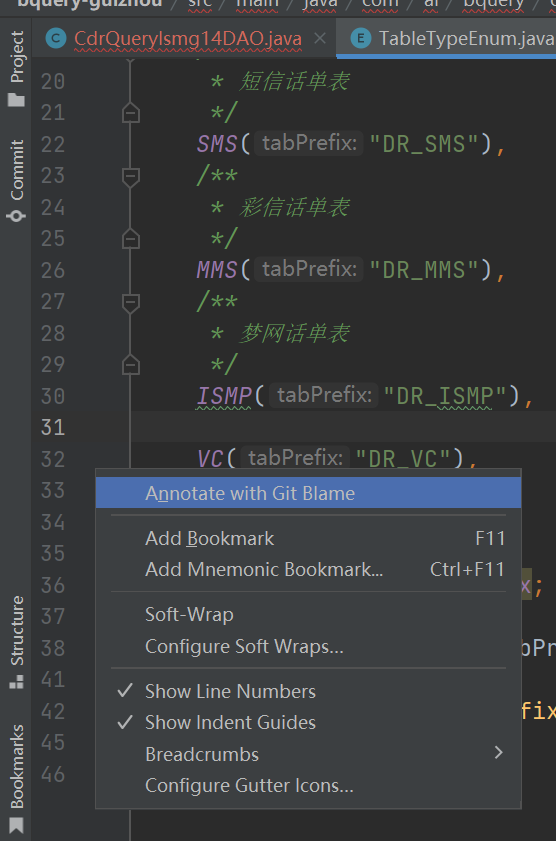 bquery-guizhou / src / main / java / com / ai / bquery /
CdrQueryIsmg14DAO.java
TableTypeEnum.java
Project
Commit
Structure
Bookmarks
20 * 短信话单表
21 */
22 SMS( tabPrefix: "DR_SMS"),
23 /**
24 * 彩信话单表
25 */
26 MMS( tabPrefix: "DR_MMS"),
27 /**
28 * 梦网话单表
29 */
30 ISMP( tabPrefix: "DR_ISMP"),
31
32 VC( tabPrefix: "DR_VC"),
33
34
35
36 x;
37
38 bPr
41
42 fix
45
46
Annotate with Git Blame
Add Bookmark F11
Add Mnemonic Bookmark... Ctrl+F11
Soft-Wrap
Configure Soft Wraps...
Show Line Numbers
Show Indent Guides
Breadcrumbs
Configure Gutter Icons...